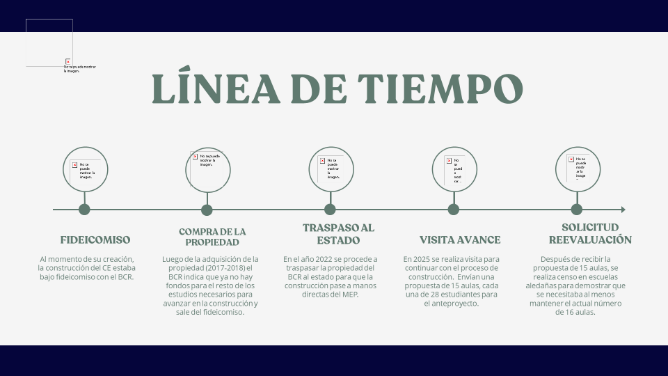 No se puede mostrar la imagen.
LÍNEA DE TIEMPO
No se puede mostrar la imagen.
No se puede mostrar la imagen.
No se puede mostrar la imagen.
No se puede mostrar la imagen.
No se puede mostrar la imagen.
FIDEICOMISO
Al momento de su creación,
la construcción del CE estaba
bajo fideicomiso con el BCR.
COMPRA DE LA
PROPIEDAD
Luego de la adquisición de la
propiedad (2017-2018) el
BCR indica que ya no hay
fondos para el resto de los
estudios necesarios para
avanzar en la construcción y
sale del fideicomiso.
TRASPASO AL
ESTADO
En el año 2022 se procede a
traspasar la propiedad del
BCR al estado para que la
construcción pase a manos
directas del MEP.
VISITA AVANCE
En 2025 se realiza visita para
continuar con el proceso de
construcción. Envían una
propuesta de 15 aulas, cada
una de 28 estudiantes para
el anteproyecto.
SOLICITUD
REEVALUACIÓN
Después de recibir la
propuesta de 15 aulas, se
realiza censo en escuelas
aledañas para demostrar que
se necesitaba al menos
mantener el actual número
de 16 aulas.